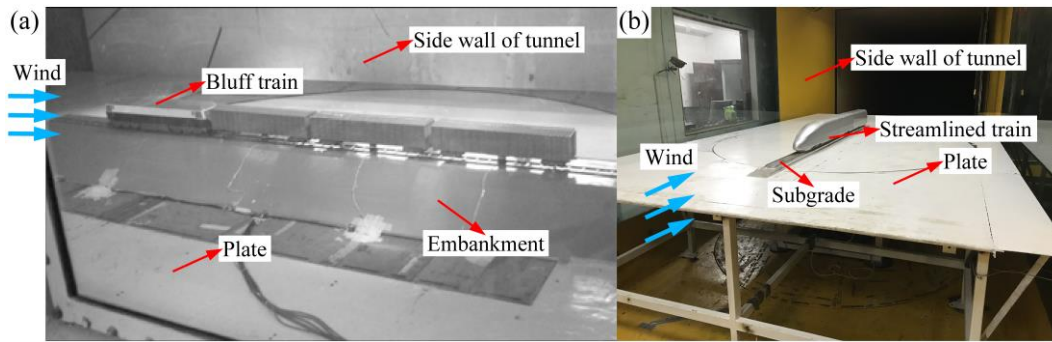 (a)
Side wall of tunnel
Wind
Bluff train
Plate
Embankment
(b)
Side wall of tunnel
Streamlined train
Wind
Plate
Subgrade